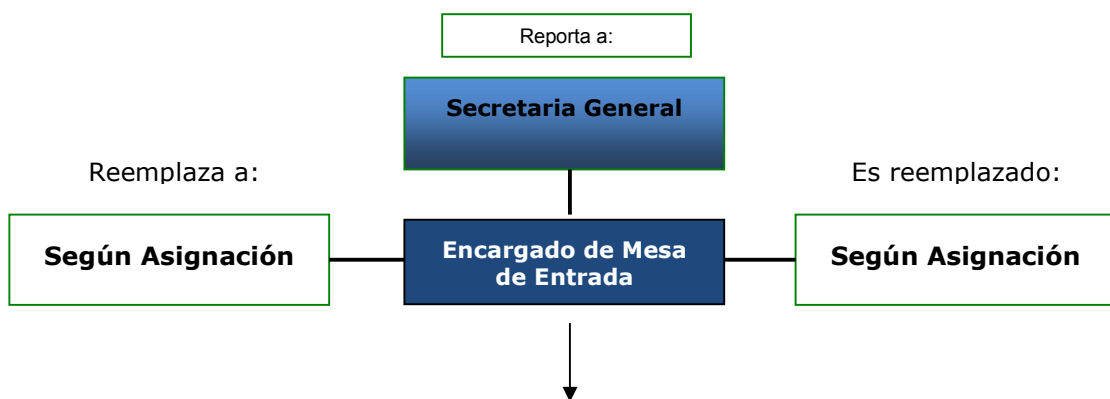 Reporta a:
Secretaria General
Reemplaza a:
Es reemplazado:
Según Asignación
Encargado de Mesa
de Entrada
Según Asignación